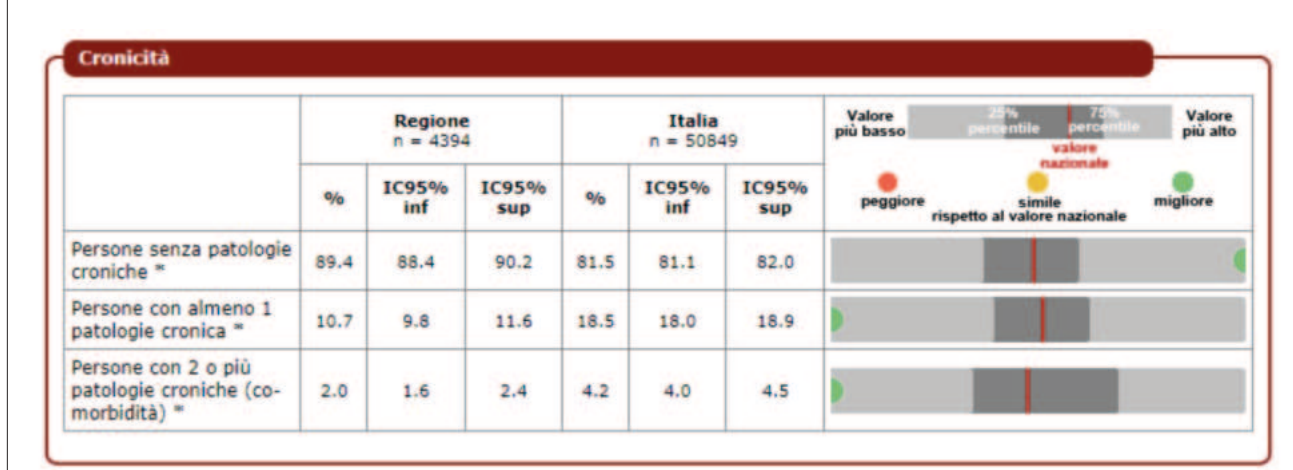 Cronicità
Regione
n = 4394
Italia
n = 50849
Valore
più basso
25%
percentile
75%
percentile
Valore
più alto
valore
nazionale
% IC95% inf IC95% sup % IC95% inf IC95% sup
peggiore simile migliore
rispetto al valore nazionale
Persone senza patologie
croniche * 89.4 88.4 90.2 81.5 81.1 82.0
Persone con almeno 1
patologie cronica * 10.7 9.8 11.6 18.5 18.0 18.9
Persone con 2 o più
patologie croniche (co-
morbidità) * 2.0 1.6 2.4 4.2 4.0 4.5